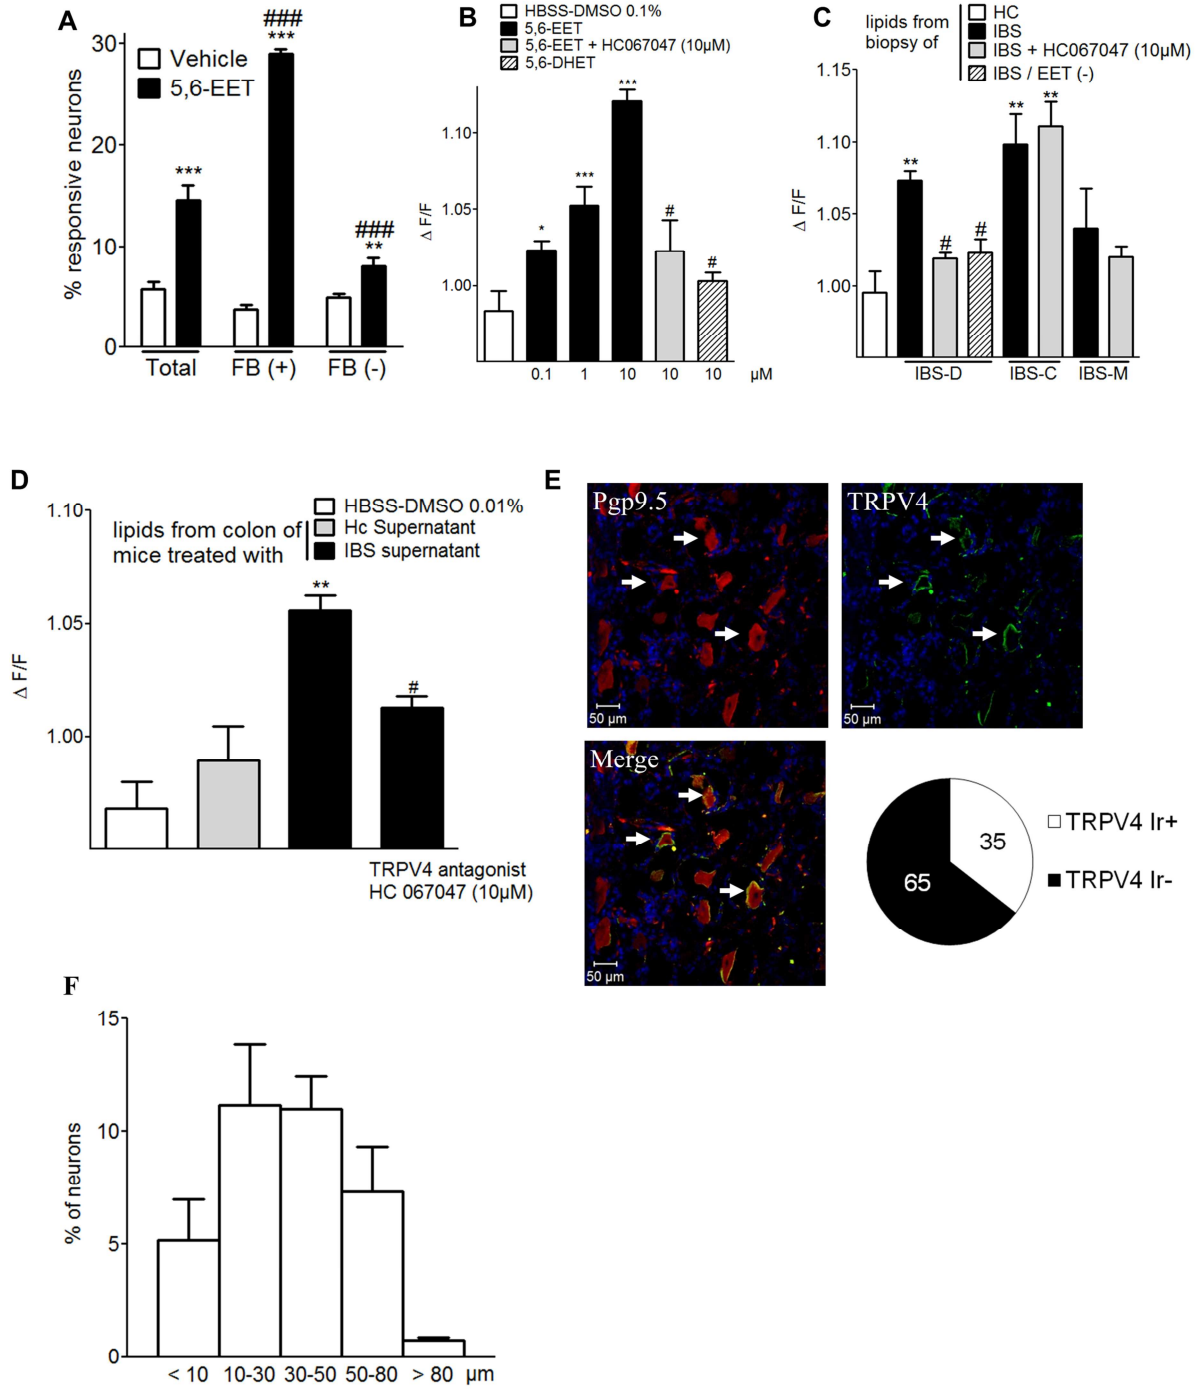 A
% responsive neurons
30
20
10
0
Vehicle
5,6-EET
***
###
***
###
**
Total
FB (+)
FB (-)
B
HBSS-DMSO 0.1%
5,6-EET
5,6-EET + HC067047 (10µM)
5,6-DHET
Δ F/F
1.10
1.05
1.00
*
***
***
#
#
0.1
1
10
10
10
µM
C
lipids from
biopsy of
HC
IBS
IBS + HC067047 (10µM)
IBS / EET (-)
Δ F/F
1.15
1.10
1.05
1.00
**
#
#
**
**
IBS-D
IBS-C
IBS-M
D
lipids from colon of
mice treated with
HBSS-DMSO 0.01%
Hc Supernatant
IBS supernatant
Δ F/F
1.10
1.05
1.00
**
#
TRPV4 antagonist
HC 067047 (10µM)
E
Pgp9.5
50 µm
TRPV4
50 µm
Merge
50 µm
35
65
TRPV4 Ir+
TRPV4 Ir-
F
% of neurons
15
10
5
0
< 10
10-30
30-50
50-80
> 80
µm